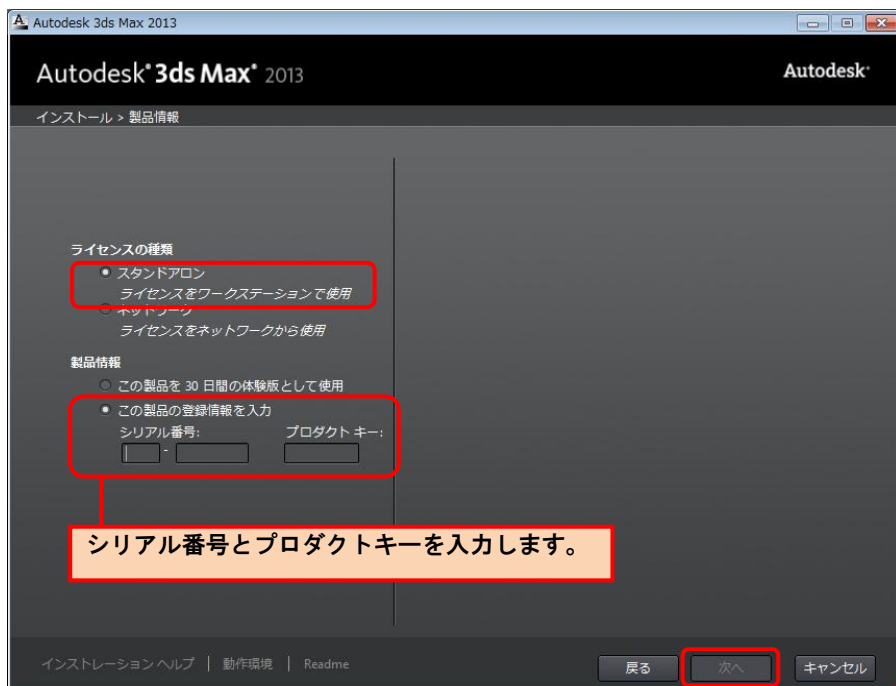 Autodesk 3ds Max 2013
Autodesk® 3ds Max® 2013
Autodesk®
インストール > 製品情報
ライセンスの種類
スタンドアロン
ライセンスをワークステーションで使用
ネットワーク
ライセンスをネットワークから使用
製品情報
この製品を 30 日間の体験版として使用
この製品の登録情報を入力
シリアル番号: プロダクト キー:
-
シリアル番号とプロダクトキーを入力します。
インストレーション ヘルプ | 動作環境 | Readme
戻る 次へ キャンセル